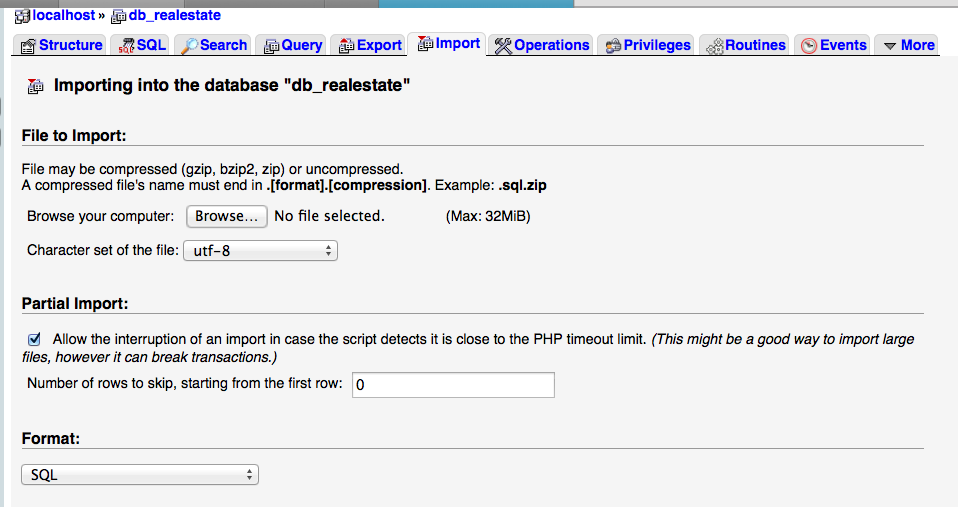 localhost » db_realestate
Structure SQL Search Query Export Import Operations Privileges Routines Events More
Importing into the database "db_realestate"
File to Import:
File may be compressed (gzip, bzip2, zip) or uncompressed.
A compressed file's name must end in .[format].[compression]. Example: .sql.zip
Browse your computer: Browse... No file selected. (Max: 32MiB)
Character set of the file: utf-8
Partial Import:
Allow the interruption of an import in case the script detects it is close to the PHP timeout limit. (This might be a good way to import large
files, however it can break transactions.)
Number of rows to skip, starting from the first row: 0
Format:
SQL